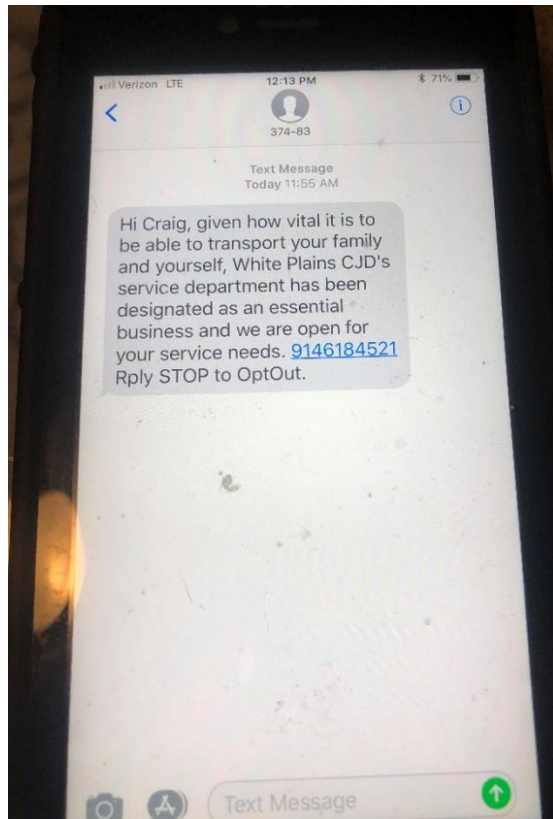 Verizon LTE 12:13 PM 71%
374-83
Text Message
Today 11:55 AM
Hi Craig, given how vital it is to
be able to transport your family
and yourself, White Plains CJD's
service department has been
designated as an essential
business and we are open for
your service needs. 9146184521
Rply STOP to OptOut.
Text Message